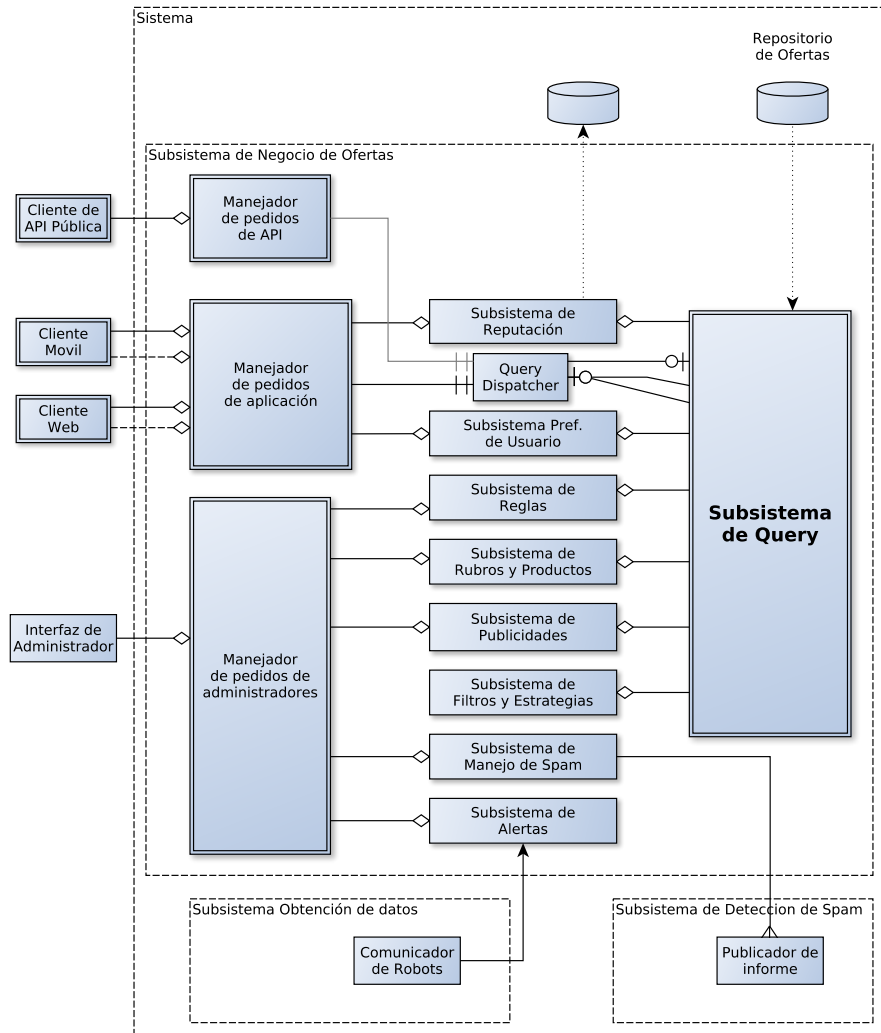 Sistema
Repositorio
de Ofertas
Subsistema de Negocio de Ofertas
Cliente de
API Pública
Manejador
de pedidos
de API
Cliente
Movil
Cliente
Web
Manejador
de pedidos
de aplicación
Subsistema de
Reputación
Query
Dispatcher
Subsistema Pref.
de Usuario
Subsistema de
Reglas
Subsistema de
Rubros y Productos
Subsistema de
Publicidades
Subsistema de
Filtros y Estrategias
Subsistema de
Manejo de Spam
Subsistema de
Alertas
Subsistema
de Query
Interfaz de
Administrador
Manejador
de pedidos de
administradores
Subsistema Obtención de datos
Comunicador
de Robots
Subsistema de Deteccion de Spam
Publicador de
informe